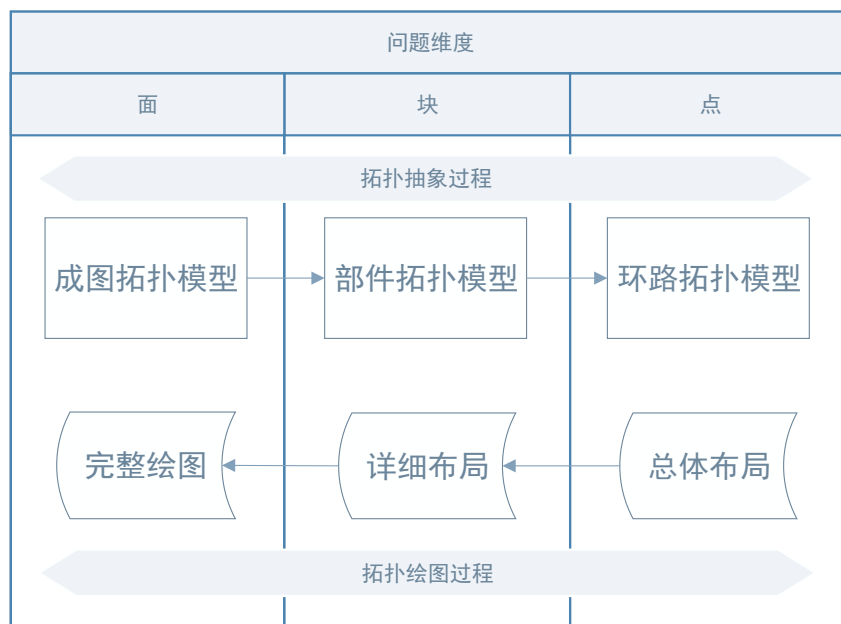 问题维度
面
块
点
拓扑抽象过程
成图拓扑模型
部件拓扑模型
环路拓扑模型
完整绘图
详细布局
总体布局
拓扑绘图过程